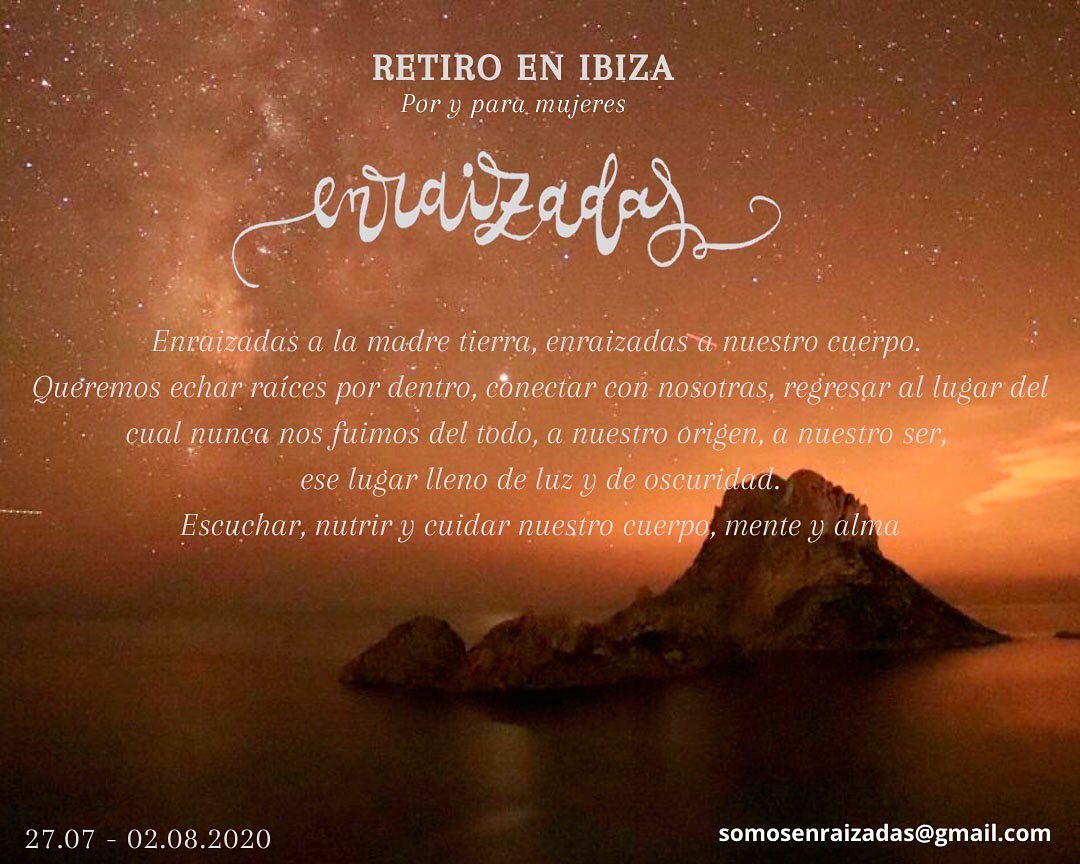 RETIRO EN IBIZA
Por y para mujeres
enraizadas
Enraizadas a la madre tierra, enraizadas a nuestro cuerpo.
Queremos echar raíces por dentro, conectar con nosotras, regresar al lugar del
cual nunca nos fuimos del todo, a nuestro origen, a nuestro ser,
ese lugar lleno de luz y de oscuridad.
Escuchar, nutrir y cuidar nuestro cuerpo, mente y alma
27.07 - 02.08.2020
somosenraizadas@gmail.com